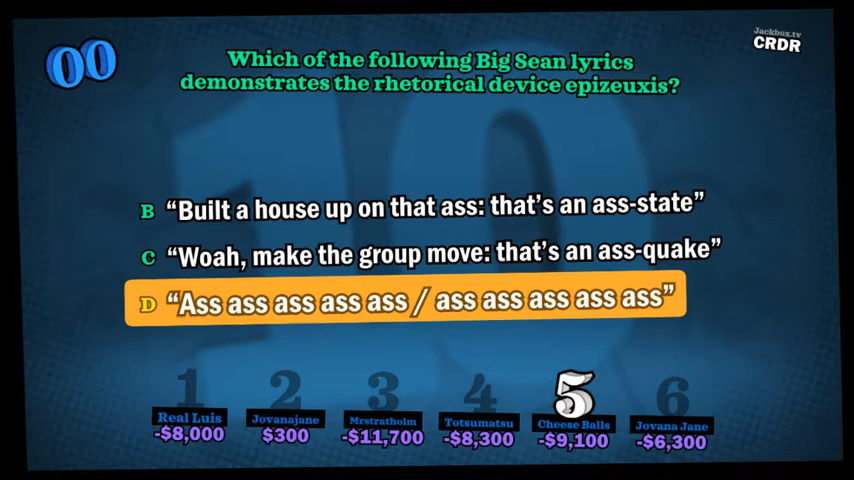 00
Jackbox.tv
CRDR
Which of the following Big Sean lyrics
demonstrates the rhetorical device epizeuxis?
B “Built a house up on that ass: that’s an ass-state”
C “Woah, make the group move: that’s an ass-quake”
D “Ass ass ass ass ass / ass ass ass ass ass”
10
1 2 3 4 5 6
Real Luis Jovanajane Mrstratholm Totsumatsu Cheese Balls Jovana Jane
-$8,000 $300 -$11,700 -$8,300 -$9,100 -$6,300